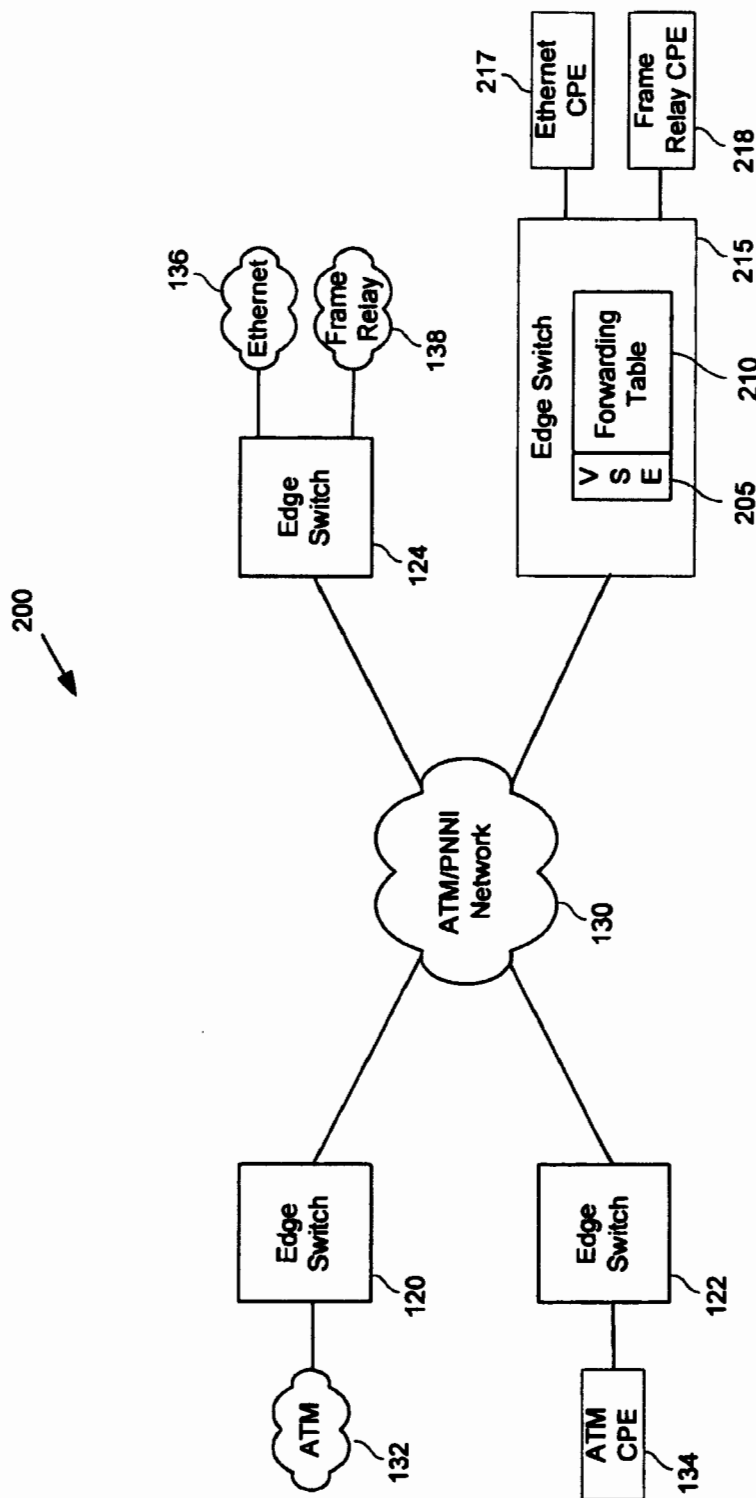 200
ATM
132
Edge
Switch
120
ATM
CPE
134
Edge
Switch
122
ATM/PNNI
Network
130
Edge
Switch
124
Ethernet
136
Frame
Relay
138
Edge Switch
V
S
E
Forwarding
Table
205
210
215
Ethernet
CPE
217
Frame
Relay CPE
218